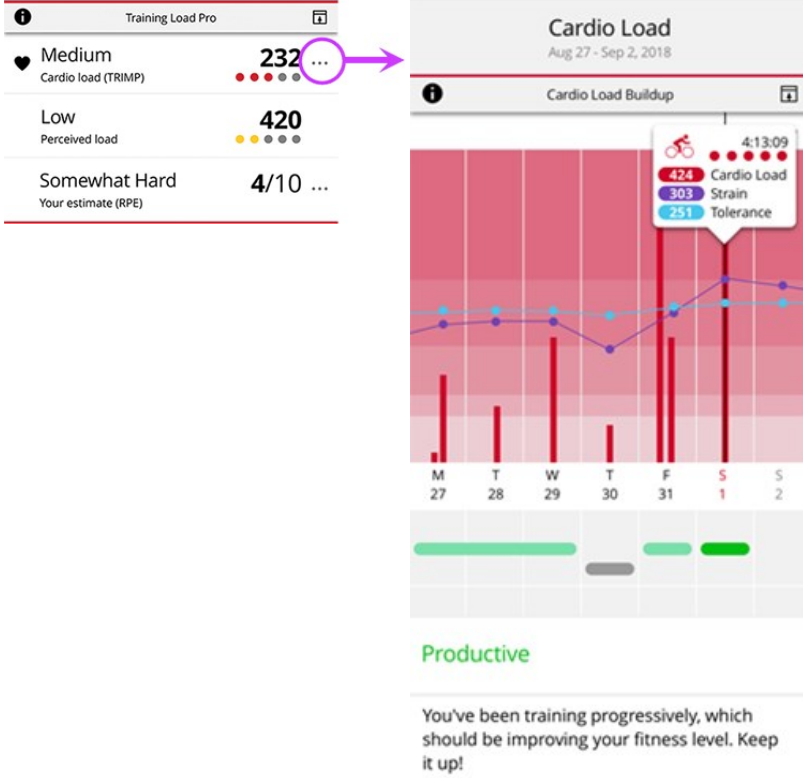 Training Load Pro
Medium
232
...
Cardio load (TRIMP)
Low
420
Perceived load
Somewhat Hard
4/10
...
Your estimate (RPE)
Cardio Load
Aug 27 - Sep 2, 2018
Cardio Load Buildup
4:13:09
424 Cardio Load
303 Strain
251 Tolerance
M T W T F S S
27 28 29 30 31 1 2
Productive
You've been training progressively, which
should be improving your fitness level. Keep
it up!